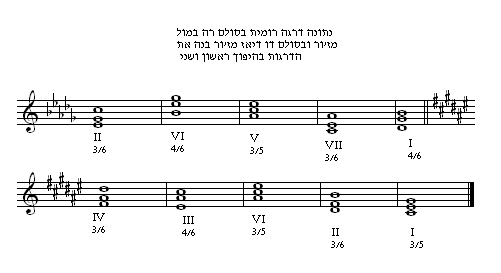 נתונה דרגה רומית בסולם רה במול
מז'ור ובסולם דו דיאז מז'ור בנה את
הדרגות בהיפוך ראשון ושני
II VI V VII I
3/6 4/6 3/5 3/6 4/6
IV III VI II I
3/6 4/6 3/5 3/6 3/5